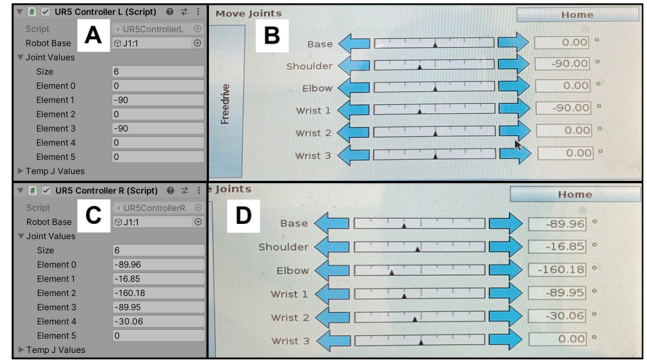 UR5 Controller L (Script)
Script UR5ControllerL
Robot Base J1:1
Joint Values
Size 6
Element 0 0
Element 1 -90
Element 2 0
Element 3 -90
Element 4 0
Element 5 0
Temp J Values
A
B
Move Joints Home
Freedrive
Base 0.00 °
Shoulder -90.00 °
Elbow 0.00 °
Wrist 1 -90.00 °
Wrist 2 0.00 °
Wrist 3 0.00 °
UR5 Controller R (Script)
Script UR5ControllerR
Robot Base J1:1
Joint Values
Size 6
Element 0 -89.96
Element 1 -16.85
Element 2 -160.18
Element 3 -89.95
Element 4 -30.06
Element 5 0
Temp J Values
C
D
e Joints Home
Base -89.96 °
Shoulder -16.85 °
Elbow -160.18 °
Wrist 1 -89.95 °
Wrist 2 -30.06 °
Wrist 3 0.00 °